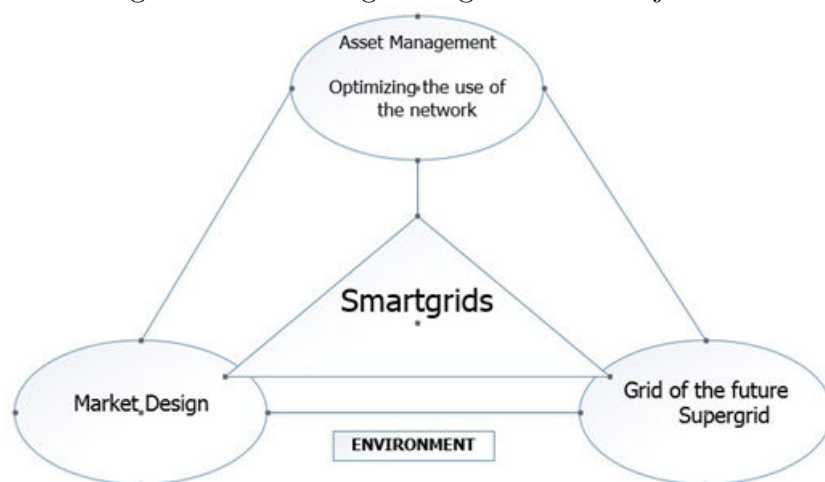 Asset Management
Optimizing the use of
the network
Smartgrids
Market Design
Grid of the future
Supergrid
ENVIRONMENT